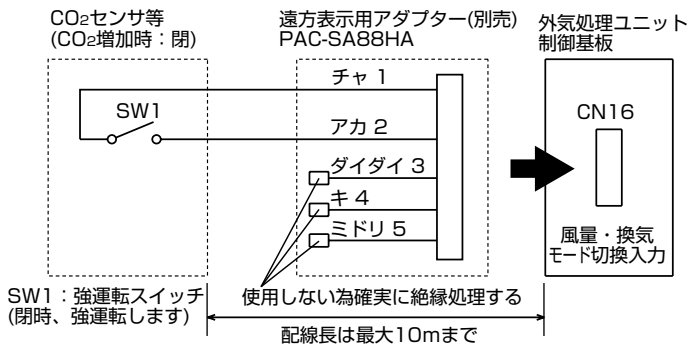 CO2センサ等
(CO2増加時：閉)
遠方表示用アダプター(別売)
PAC-SA88HA
外気処理ユニット
制御基板
チャ 1
SW1
アカ 2
CN16
ダイダイ 3
キ 4
ミドリ 5
風量・換気
モード切換入力
SW1：強運転スイッチ
(閉時、強運転します)
使用しない為確実に絶縁処理する
配線長は最大10mまで